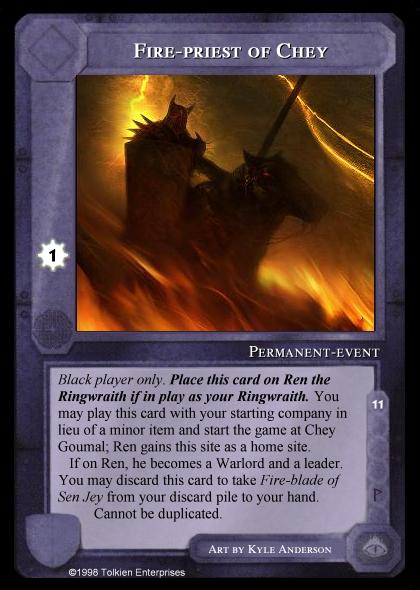 Fire-priest of Chey
1
Permanent-event
Black player only. Place this card on Ren the
Ringwraith if in play as your Ringwraith. You
may play this card with your starting company in
lieu of a minor item and start the game at Chey
Goumal; Ren gains this site as a home site.
If on Ren, he becomes a Warlord and a leader.
You may discard this card to take Fire-blade of
Sen Jey from your discard pile to your hand.
Cannot be duplicated.
11
Art by Kyle Anderson
©1998 Tolkien Enterprises